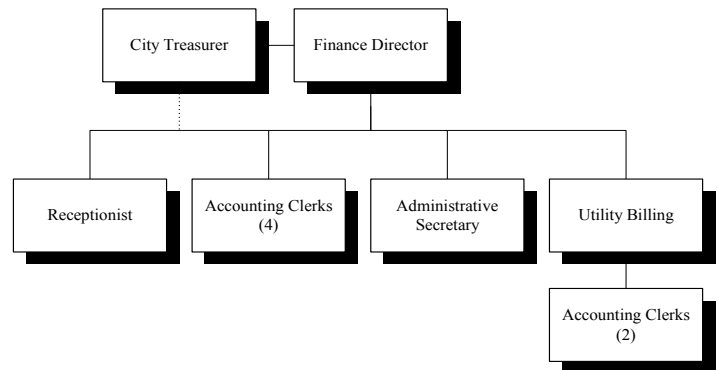 City Treasurer
Finance Director
Receptionist
Accounting Clerks
(4)
Administrative
Secretary
Utility Billing
Accounting Clerks
(2)